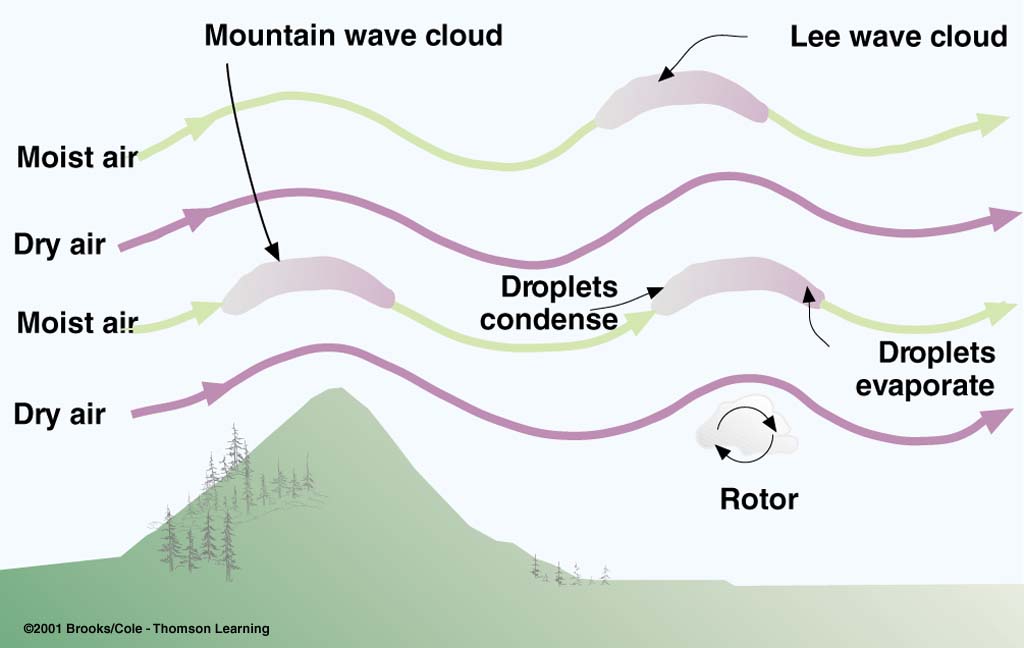 Mountain wave cloud
Lee wave cloud
Moist air
Dry air
Moist air
Droplets
condense
Droplets
evaporate
Dry air
Rotor
©2001 Brooks/Cole - Thomson Learning